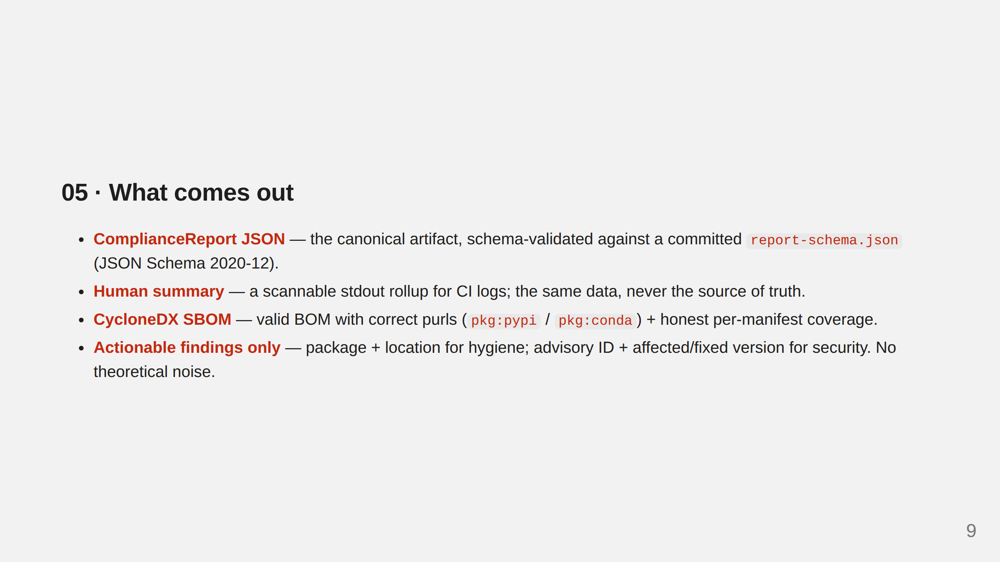 05 · What comes out
• ComplianceReport JSON — the canonical artifact, schema-validated against a committed report-schema.json
(JSON Schema 2020-12).
• Human summary — a scannable stdout rollup for CI logs; the same data, never the source of truth.
• CycloneDX SBOM — valid BOM with correct purls (pkg:pypi / pkg:conda) + honest per-manifest coverage.
• Actionable findings only — package + location for hygiene; advisory ID + affected/fixed version for security. No
theoretical noise.
9